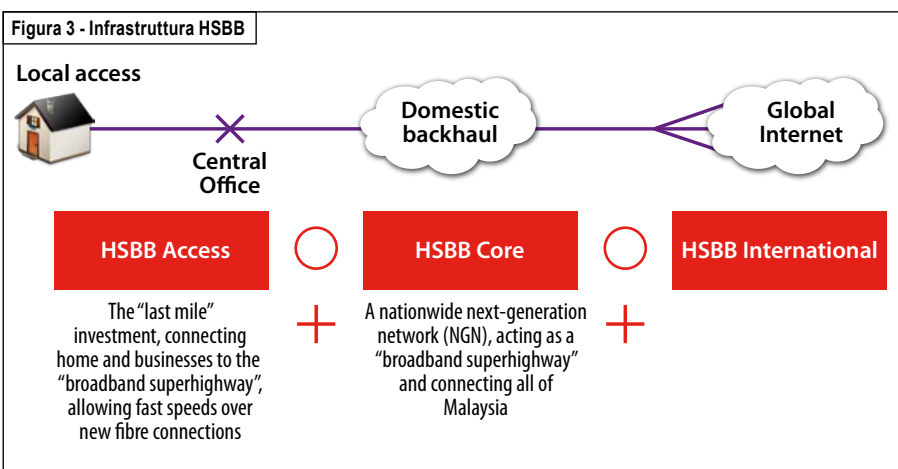 Figura 3 - Infrastruttura HSBB
Local access
Central
Office
Domestic
backhaul
Global
Internet
HSBB Access
HSBB Core
HSBB International
The “last mile”
investment, connecting
home and businesses to the
“broadband superhighway”,
allowing fast speeds over
new fibre connections
A nationwide next-generation
network (NGN), acting as a
“broadband superhighway”
and connecting all of
Malaysia